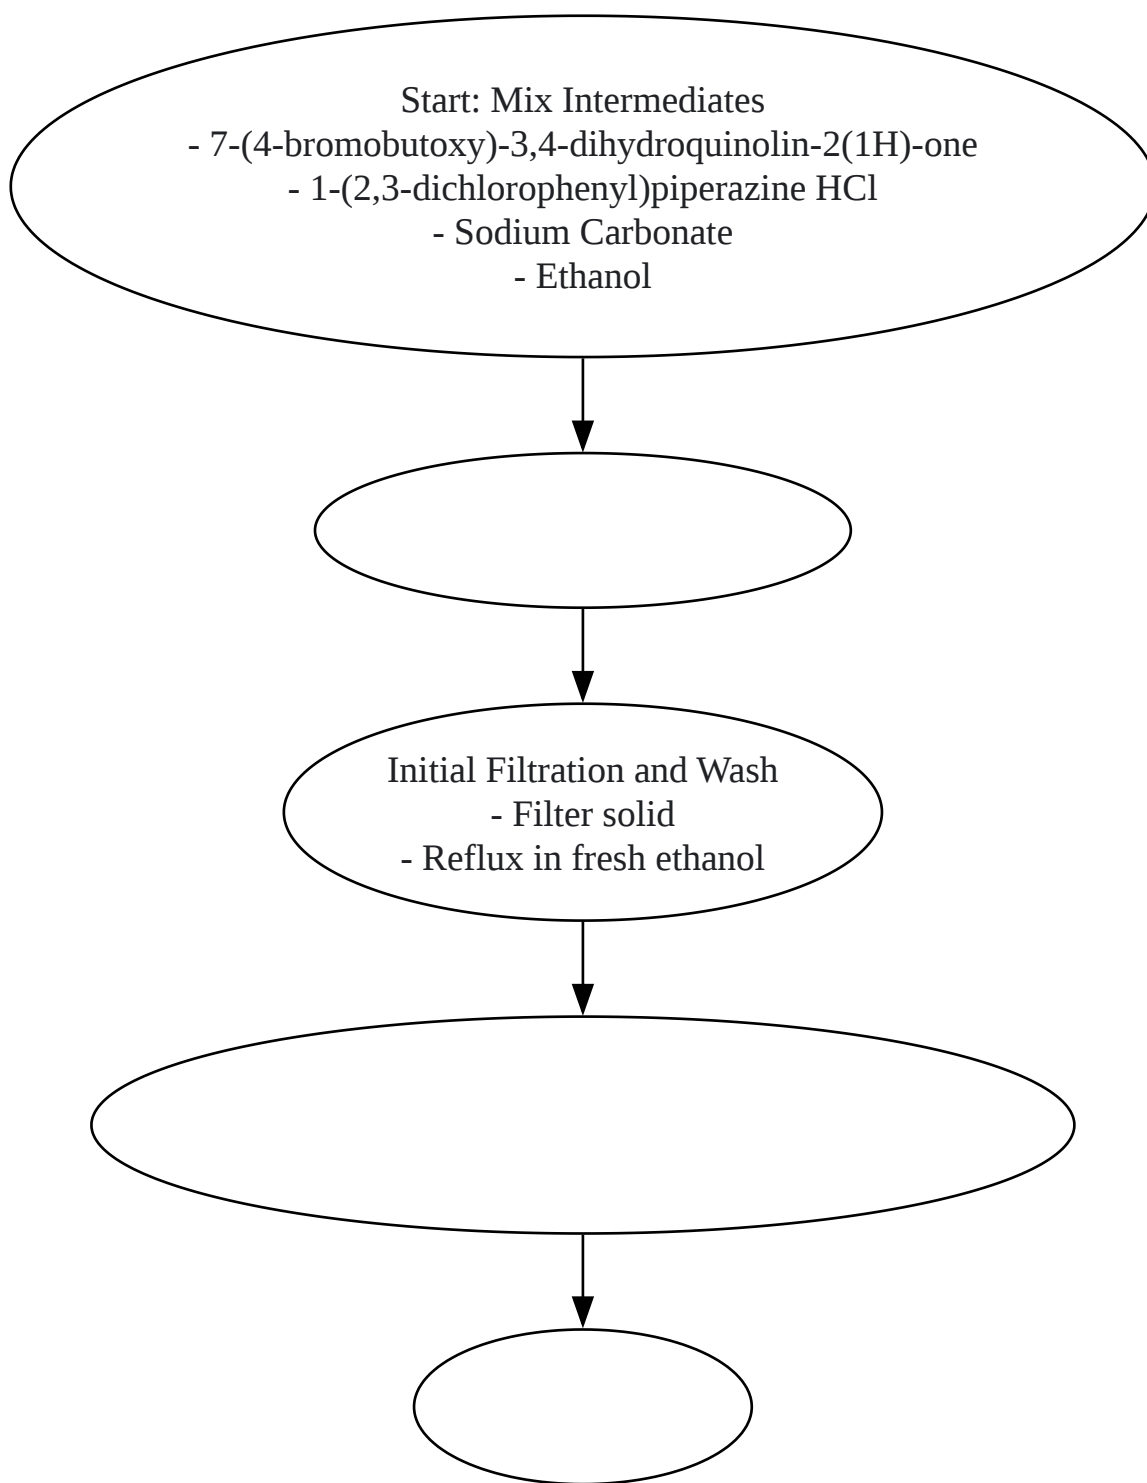 Start: Mix Intermediates
- 7-(4-bromobutoxy)-3,4-dihydroquinolin-2(1H)-one
- 1-(2,3-dichlorophenyl)piperazine HCl
- Sodium Carbonate
- Ethanol
Initial Filtration and Wash
- Filter solid
- Reflux in fresh ethanol